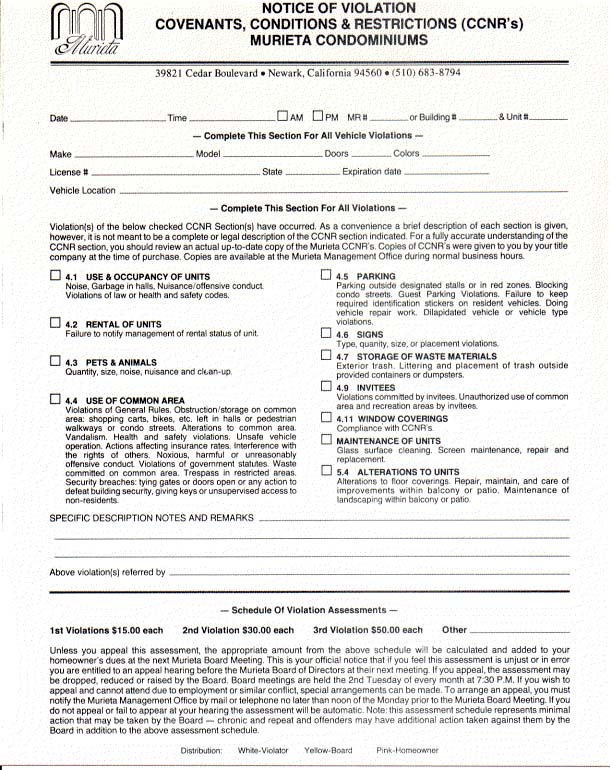 Murieta
NOTICE OF VIOLATION
COVENANTS, CONDITIONS & RESTRICTIONS (CCNR's)
MURIETA CONDOMINIUMS
39821 Cedar Boulevard • Newark, California 94560 • (510) 683-8794
Date Time AM PM MR # or Building # & Unit#
— Complete This Section For All Vehicle Violations —
Make Model Doors Colors
License # State Expiration date
Vehicle Location
— Complete This Section For All Violations —
Violation(s) of the below checked CCNR Section(s) have occurred. As a convenience a brief description of each section is given,
however, it is not meant to be a complete or legal description of the CCNR section indicated. For a fully accurate understanding of the
CCNR section, you should review an actual up-to-date copy of the Murieta CCNR's. Copies of CCNR's were given to you by your title
company at the time of purchase. Copies are available at the Murieta Management Office during normal business hours.
4.1 USE & OCCUPANCY OF UNITS
Noise, Garbage in halls, Nuisance/offensive conduct.
Violations of law or health and safety codes.
4.2 RENTAL OF UNITS
Failure to notify management of rental status of unit.
4.3 PETS & ANIMALS
Quantity, size, noise, nuisance and clean-up.
4.4 USE OF COMMON AREA
Violations of General Rules. Obstruction/storage on common
area: shopping carts, bikes, etc. left in halls or pedestrian
walkways or condo streets. Alterations to common area.
Vandalism. Health and safety violations. Unsafe vehicle
operation. Actions affecting insurance rates. Interference with
the rights of others. Noxious, harmful or unreasonably
offensive conduct. Violations of government statutes. Waste
committed on common area. Trespass in restricted areas.
Security breaches: tying gates or doors open or any action to
defeat building security, giving keys or unsupervised access to
non-residents.
4.5 PARKING
Parking outside designated stalls or in red zones. Blocking
condo streets. Guest Parking Violations. Failure to keep
required identification stickers on resident vehicles. Doing
vehicle repair work. Dilapidated vehicle or vehicle type
violations.
4.6 SIGNS
Type, quanity, size, or placement violations.
4.7 STORAGE OF WASTE MATERIALS
Exterior trash. Littering and placement of trash outside
provided containers or dumpsters.
4.9 INVITEES
Violations committed by invitees. Unauthorized use of common
area and recreation areas by invitees.
4.11 WINDOW COVERINGS
Compliance with CCNR's.
MAINTENANCE OF UNITS
Glass surface cleaning. Screen maintenance, repair and
replacement.
5.4 ALTERATIONS TO UNITS
Alterations to floor coverings. Repair, maintain, and care of
improvements within balcony or patio. Maintenance of
landscaping within balcony or patio.
SPECIFIC DESCRIPTION NOTES AND REMARKS
Above violation(s) referred by
— Schedule Of Violation Assessments —
1st Violations $15.00 each 2nd Violation $30.00 each 3rd Violation $50.00 each Other
Unless you appeal this assessment, the appropriate amount from the above schedule will be calculated and added to your
homeowner's dues at the next Murieta Board Meeting. This is your official notice that if you feel this assessment is unjust or in error
you are entitled to an appeal hearing before the Murieta Board of Directors at their next meeting. If you appeal, the assessment may
be dropped, reduced or raised by the Board. Board meetings are held the 2nd Tuesday of every month at 7:30 P.M. If you wish to
appeal and cannot attend due to employment or similar conflict, special arrangements can be made. To arrange an appeal, you must
notify the Murieta Management Office by mail or telephone no later than noon of the Monday prior to the Murieta Board Meeting. If you
do not appeal or fail to appear at your hearing the assessment will be automatic. Note: this assessment schedule represents minimal
action that may be taken by the Board — chronic and repeat and offenders may have additional action taken against them by the
Board in addition to the above assessment schedule.
Distribution: White-Violator Yellow-Board Pink-Homeowner